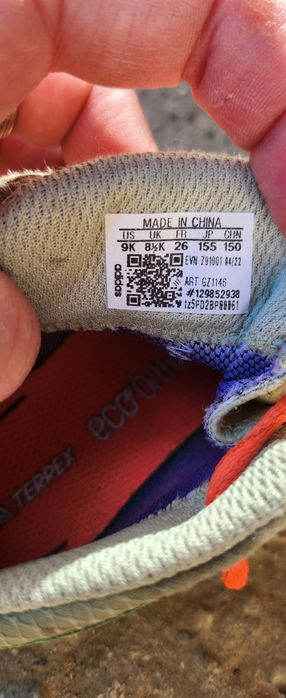 MADE IN CHINA
US UK FR JP CHN
9K 8½K 26 155 150
EVN 791001 04/22
adidas
ART GZ1146
#129852938
ecoOrtho
TERREX